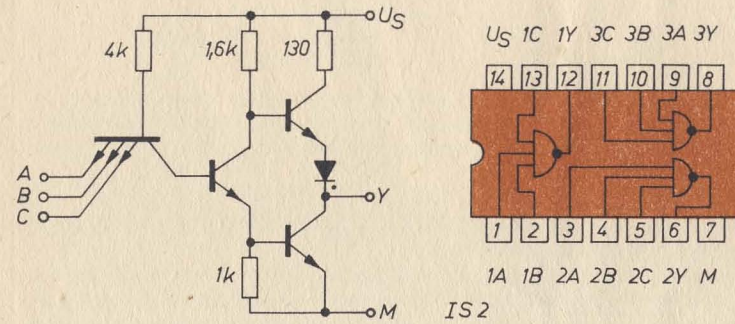 4k
1,6k
130
U_S
A
B
C
Y
1k
M
U_S 1C 1Y 3C 3B 3A 3Y
14 13 12 11 10 9 8
1 2 3 4 5 6 7
1A 1B 2A 2B 2C 2Y M
IS 2